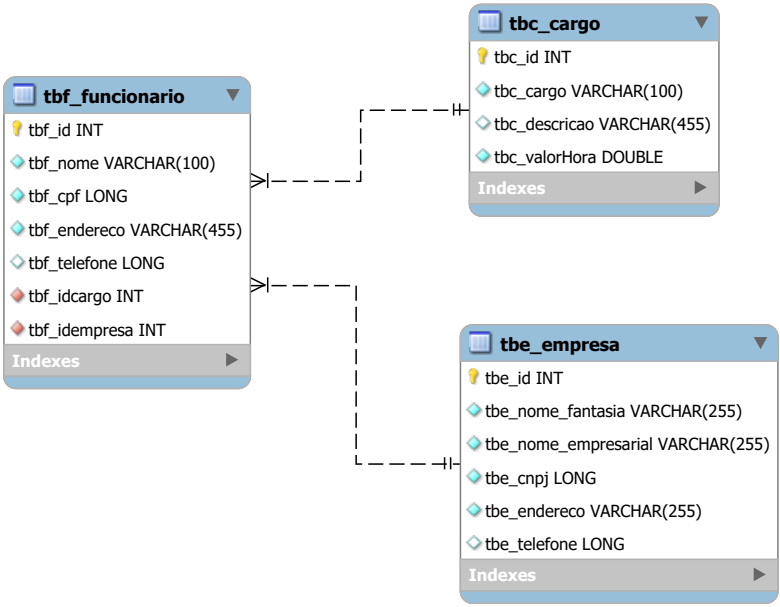 tbc_cargo
tbc_id INT
tbc_cargo VARCHAR(100)
tbc_descricao VARCHAR(455)
tbc_valorHora DOUBLE
Indexes
tbf_funcionario
tbf_id INT
tbf_nome VARCHAR(100)
tbf_cpf LONG
tbf_endereco VARCHAR(455)
tbf_telefone LONG
tbf_idcargo INT
tbf_idempresa INT
Indexes
tbe_empresa
tbe_id INT
tbe_nome_fantasia VARCHAR(255)
tbe_nome_empresarial VARCHAR(255)
tbe_cnpj LONG
tbe_endereco VARCHAR(255)
tbe_telefone LONG
Indexes